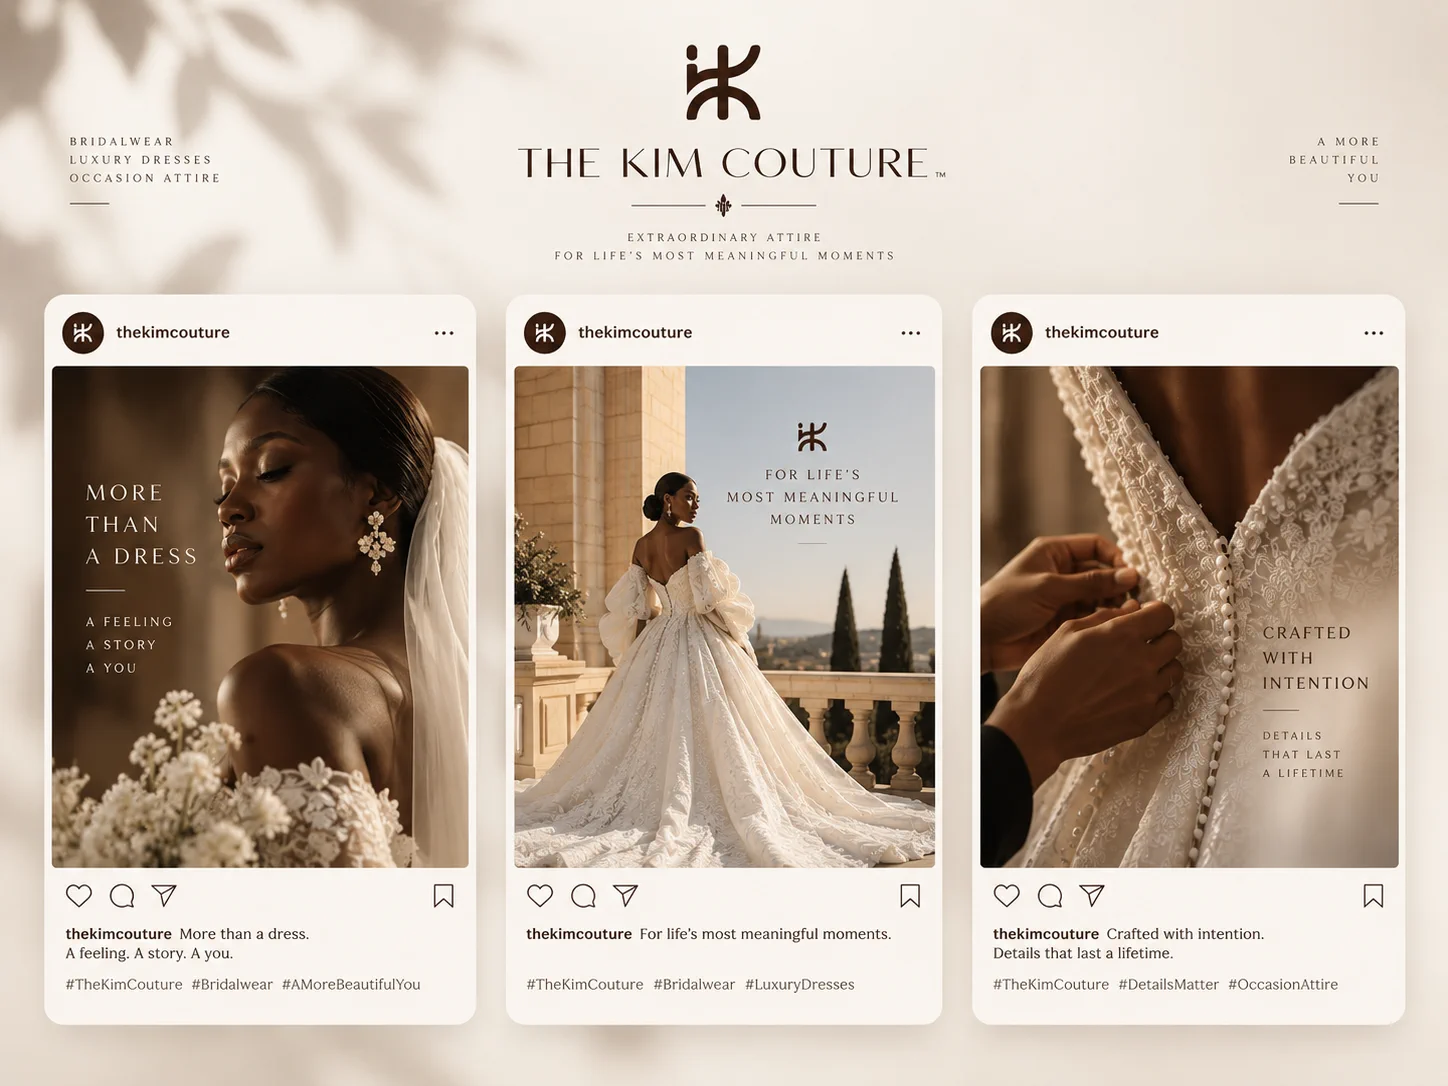 BRIDALWEAR
LUXURY DRESSES
OCCASION ATTIRE
THE KIM COUTURE™
EXTRAORDINARY ATTIRE
FOR LIFE'S MOST MEANINGFUL MOMENTS
A MORE
BEAUTIFUL
YOU
thekimcouture
MORE
THAN
A DRESS
A FEELING
A STORY
A YOU
thekimcouture More than a dress.
A feeling. A story. A you.
#TheKimCouture #Bridalwear #AMoreBeautifulYou
thekimcouture
FOR LIFE'S
MOST MEANINGFUL
MOMENTS
thekimcouture For life's most meaningful moments.
#TheKimCouture #Bridalwear #LuxuryDresses
thekimcouture
CRAFTED
WITH
INTENTION
DETAILS
THAT LAST
A LIFETIME
thekimcouture Crafted with intention.
Details that last a lifetime.
#TheKimCouture #DetailsMatter #OccasionAttire